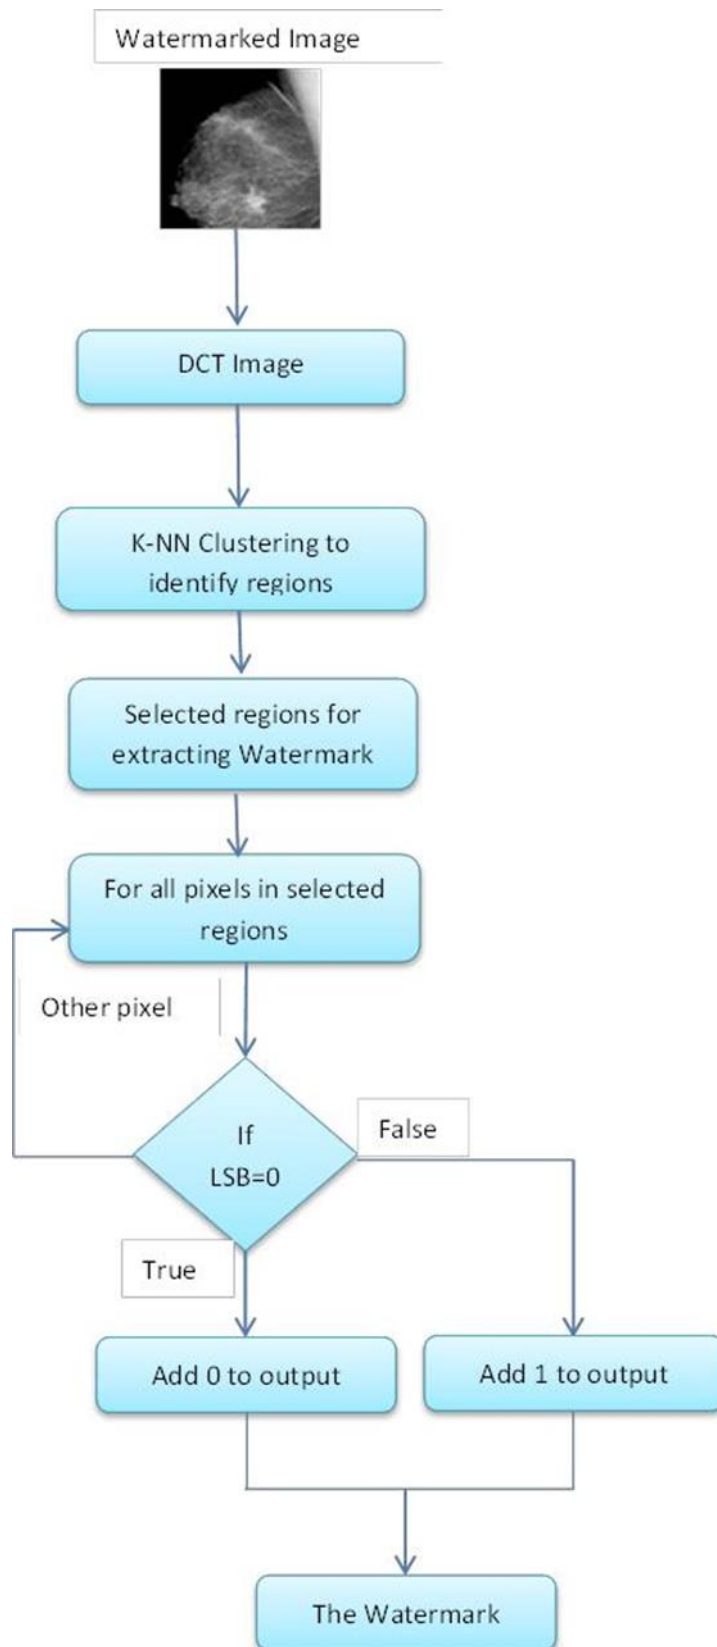 Watermarked Image
DCT Image
K-NN Clustering to
identify regions
Selected regions for
extracting Watermark
For all pixels in selected
regions
Other pixel
If
LSB=0
False
True
Add 0 to output
Add 1 to output
The Watermark